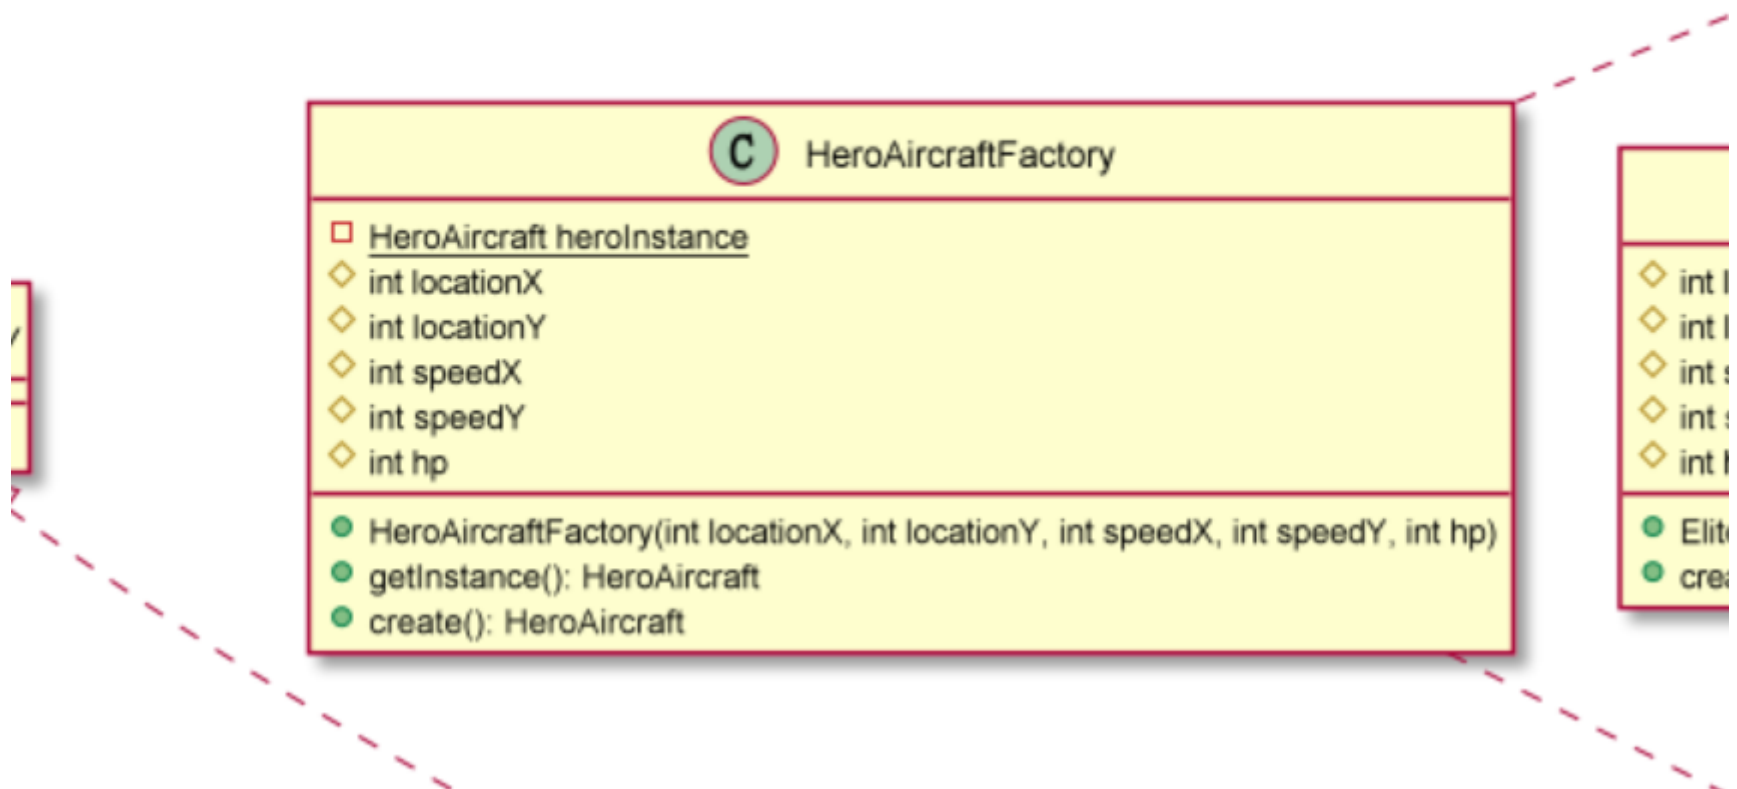 C HeroAircraftFactory
HeroAircraft heroInstance
int locationX
int locationY
int speedX
int speedY
int hp
HeroAircraftFactory(int locationX, int locationY, int speedX, int speedY, int hp)
getInstance(): HeroAircraft
create(): HeroAircraft
int
int
int
int
int